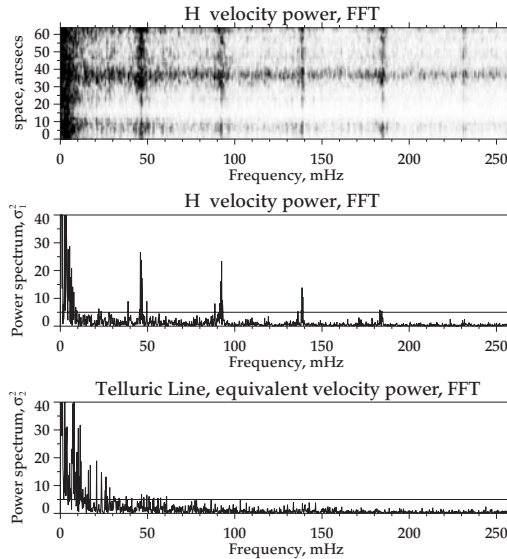 H velocity power, FFT
space, arcsecs
60
50
40
30
20
10
0
0 50 100 150 200 250
Frequency, mHz
H velocity power, FFT
Power spectrum, σ₁²
40
30
20
10
0
0 50 100 150 200 250
Frequency, mHz
Telluric Line, equivalent velocity power, FFT
Power spectrum, σ₂²
40
30
20
10
0
0 50 100 150 200 250
Frequency, mHz